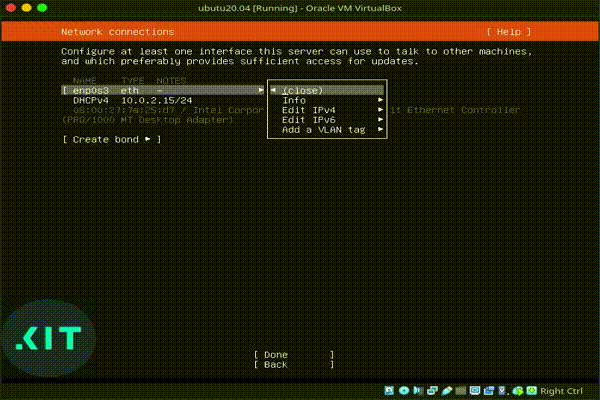 ubutu20.04 [Running] - Oracle VM VirtualBox
Network connections [ Help ]
Configure at least one interface this server can use to talk to other machines,
and which preferably provides sufficient access for updates.
NAME TYPE NOTES
[ enp0s3 eth - ▸ ◂ (close)
DHCPv4 10.0.2.15/24 Info ▸
08:00:27:7a:25:d7 / Intel Corpor it Ethernet Controller
Edit IPv4 ▸
(PRO/1000 MT Desktop Adapter) Edit IPv6 ▸
Add a VLAN tag ▸
[ Create bond ▸ ]
.KIT
[ Done ]
[ Back ]
Right Ctrl